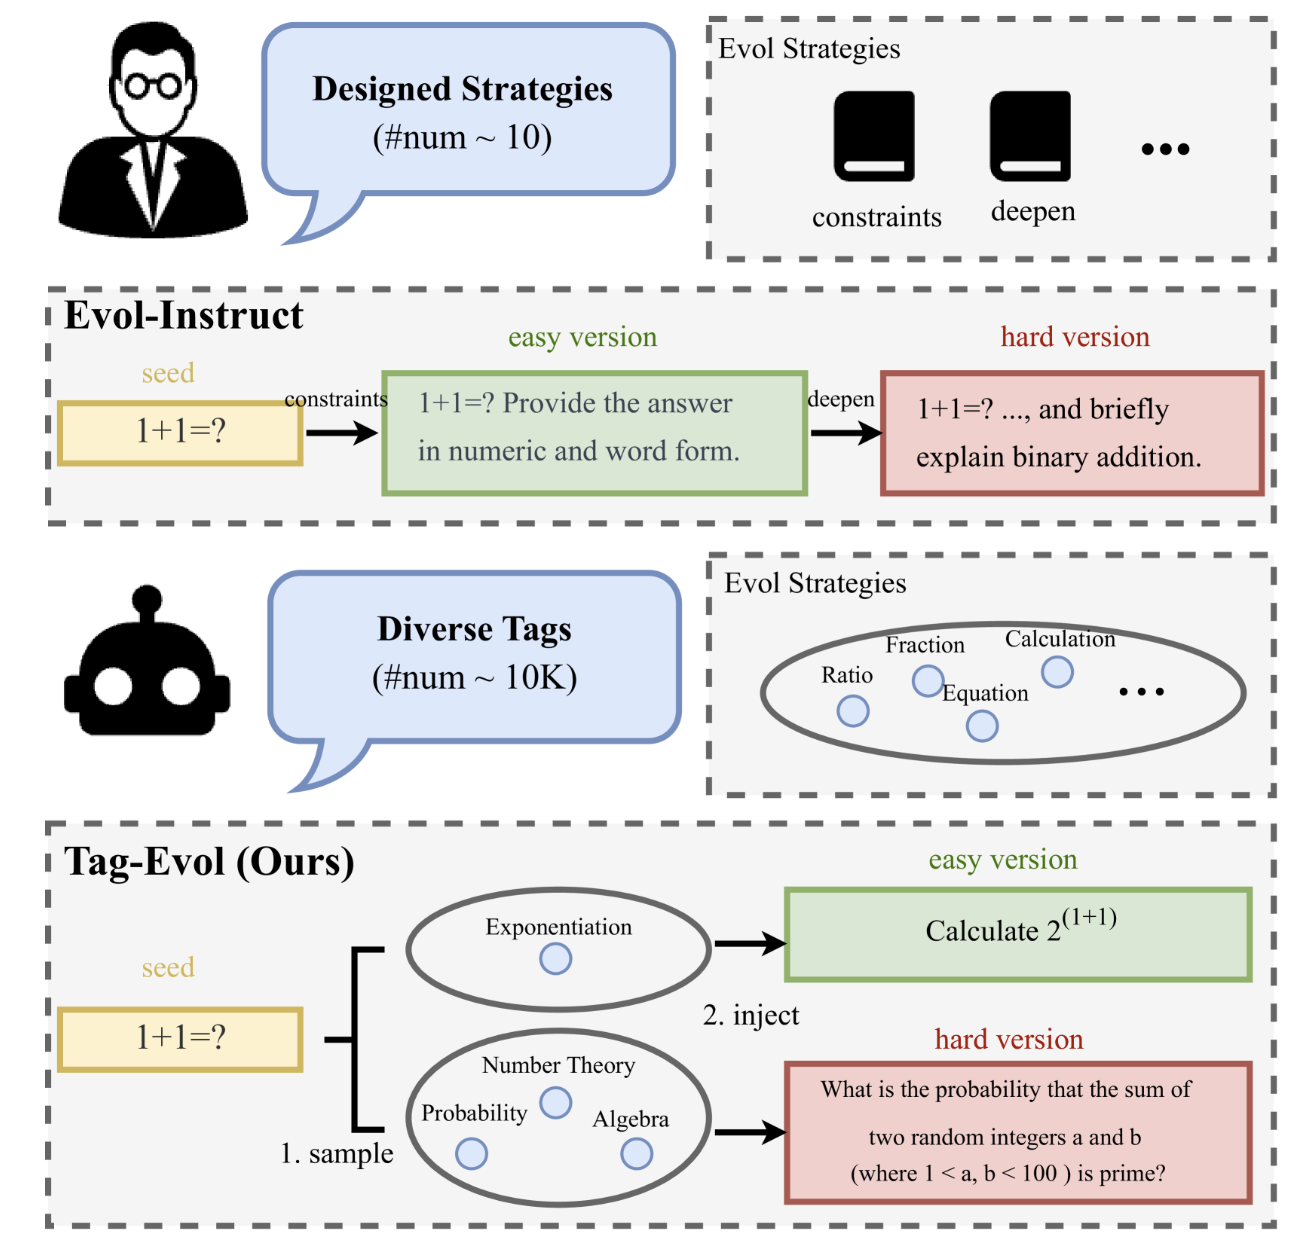 Designed Strategies
(#num ~ 10)
Evol Strategies
constraints
deepen
...
Evol-Instruct
seed
1+1=?
constraints
easy version
1+1=? Provide the answer
in numeric and word form.
deepen
hard version
1+1=? ..., and briefly
explain binary addition.
Diverse Tags
(#num ~ 10K)
Evol Strategies
Ratio
Fraction
Equation
Calculation
...
Tag-Evol (Ours)
seed
1+1=?
1. sample
Exponentiation
Number Theory
Probability
Algebra
2. inject
easy version
Calculate 2^(1+1)
hard version
What is the probability that the sum of
two random integers a and b
(where 1 < a, b < 100 ) is prime?